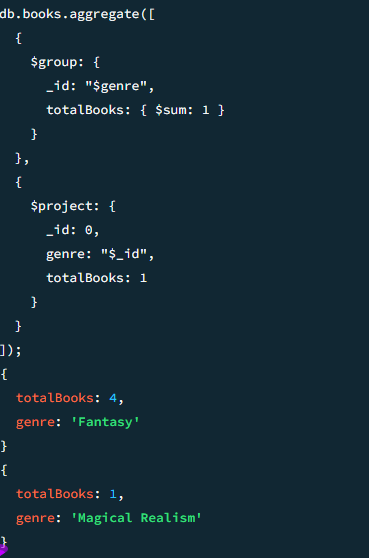 db.books.aggregate([
  {
    $group: {
      _id: "$genre",
      totalBooks: { $sum: 1 }
    }
  },
  {
    $project: {
      _id: 0,
      genre: "$_id",
      totalBooks: 1
    }
  }
]);
{
  totalBooks: 4,
  genre: 'Fantasy'
}
{
  totalBooks: 1,
  genre: 'Magical Realism'
}